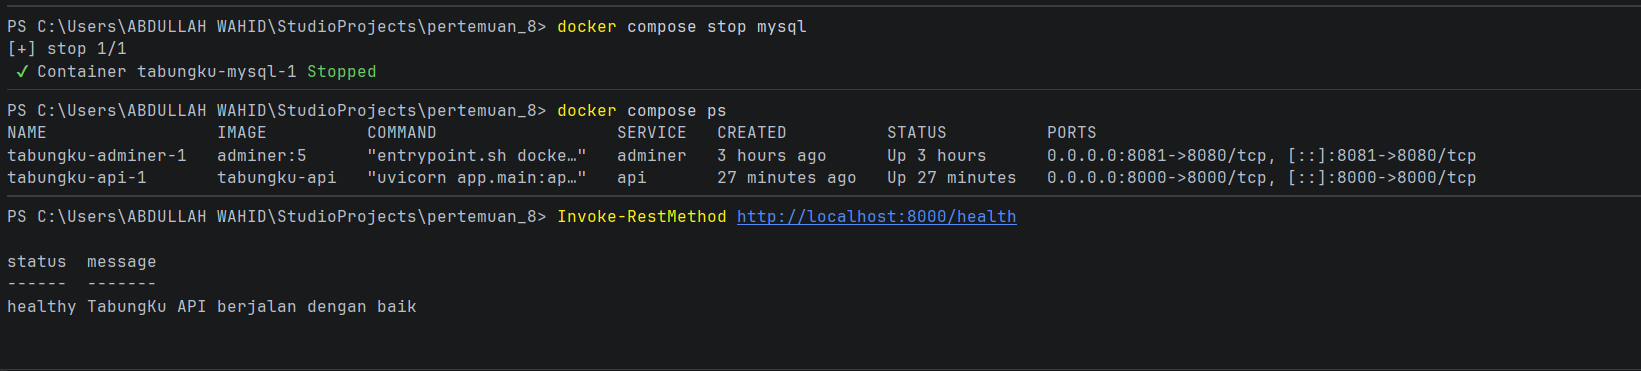 PS C:\Users\ABDULLAH WAHID\StudioProjects\pertemuan_8> docker compose stop mysql
[+] stop 1/1
 ✓ Container tabungku-mysql-1 Stopped
PS C:\Users\ABDULLAH WAHID\StudioProjects\pertemuan_8> docker compose ps
NAME                 IMAGE          COMMAND                  SERVICE   CREATED          STATUS          PORTS
tabungku-adminer-1   adminer:5      "entrypoint.sh docke…"   adminer   3 hours ago      Up 3 hours      0.0.0.0:8081->8080/tcp, [::]:8081->8080/tcp
tabungku-api-1       tabungku-api   "uvicorn app.main:ap…"   api       27 minutes ago   Up 27 minutes   0.0.0.0:8000->8000/tcp, [::]:8000->8000/tcp
PS C:\Users\ABDULLAH WAHID\StudioProjects\pertemuan_8> Invoke-RestMethod http://localhost:8000/health
status  message
------  -------
healthy TabungKu API berjalan dengan baik